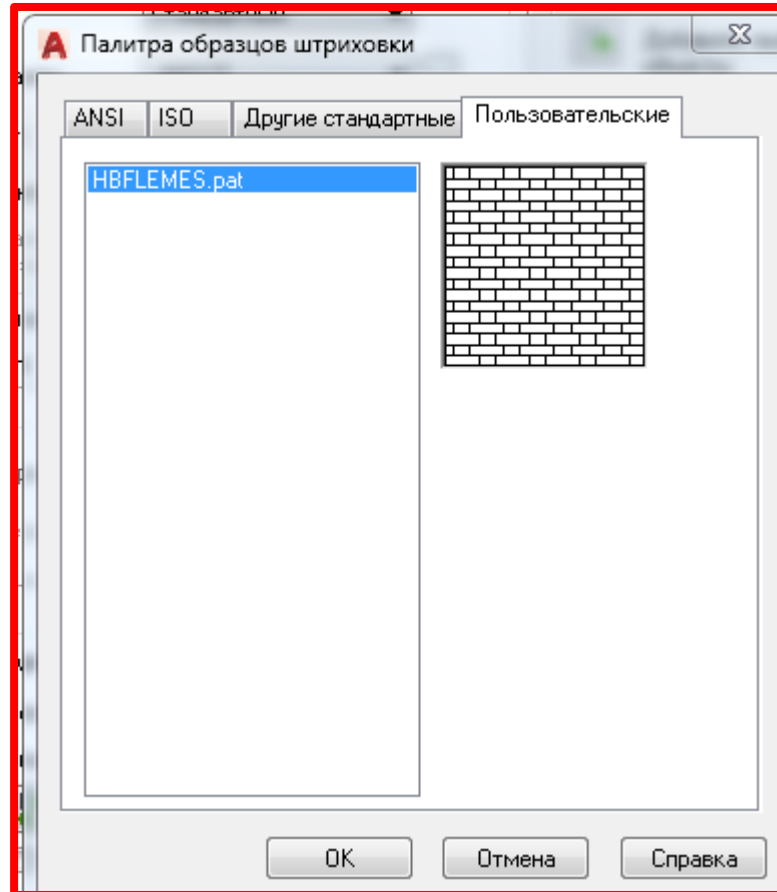 Палитра образцов штриховки
ANSI ISO Другие стандартные Пользовательские
HBFLEMES.pat
OK Отмена Справка